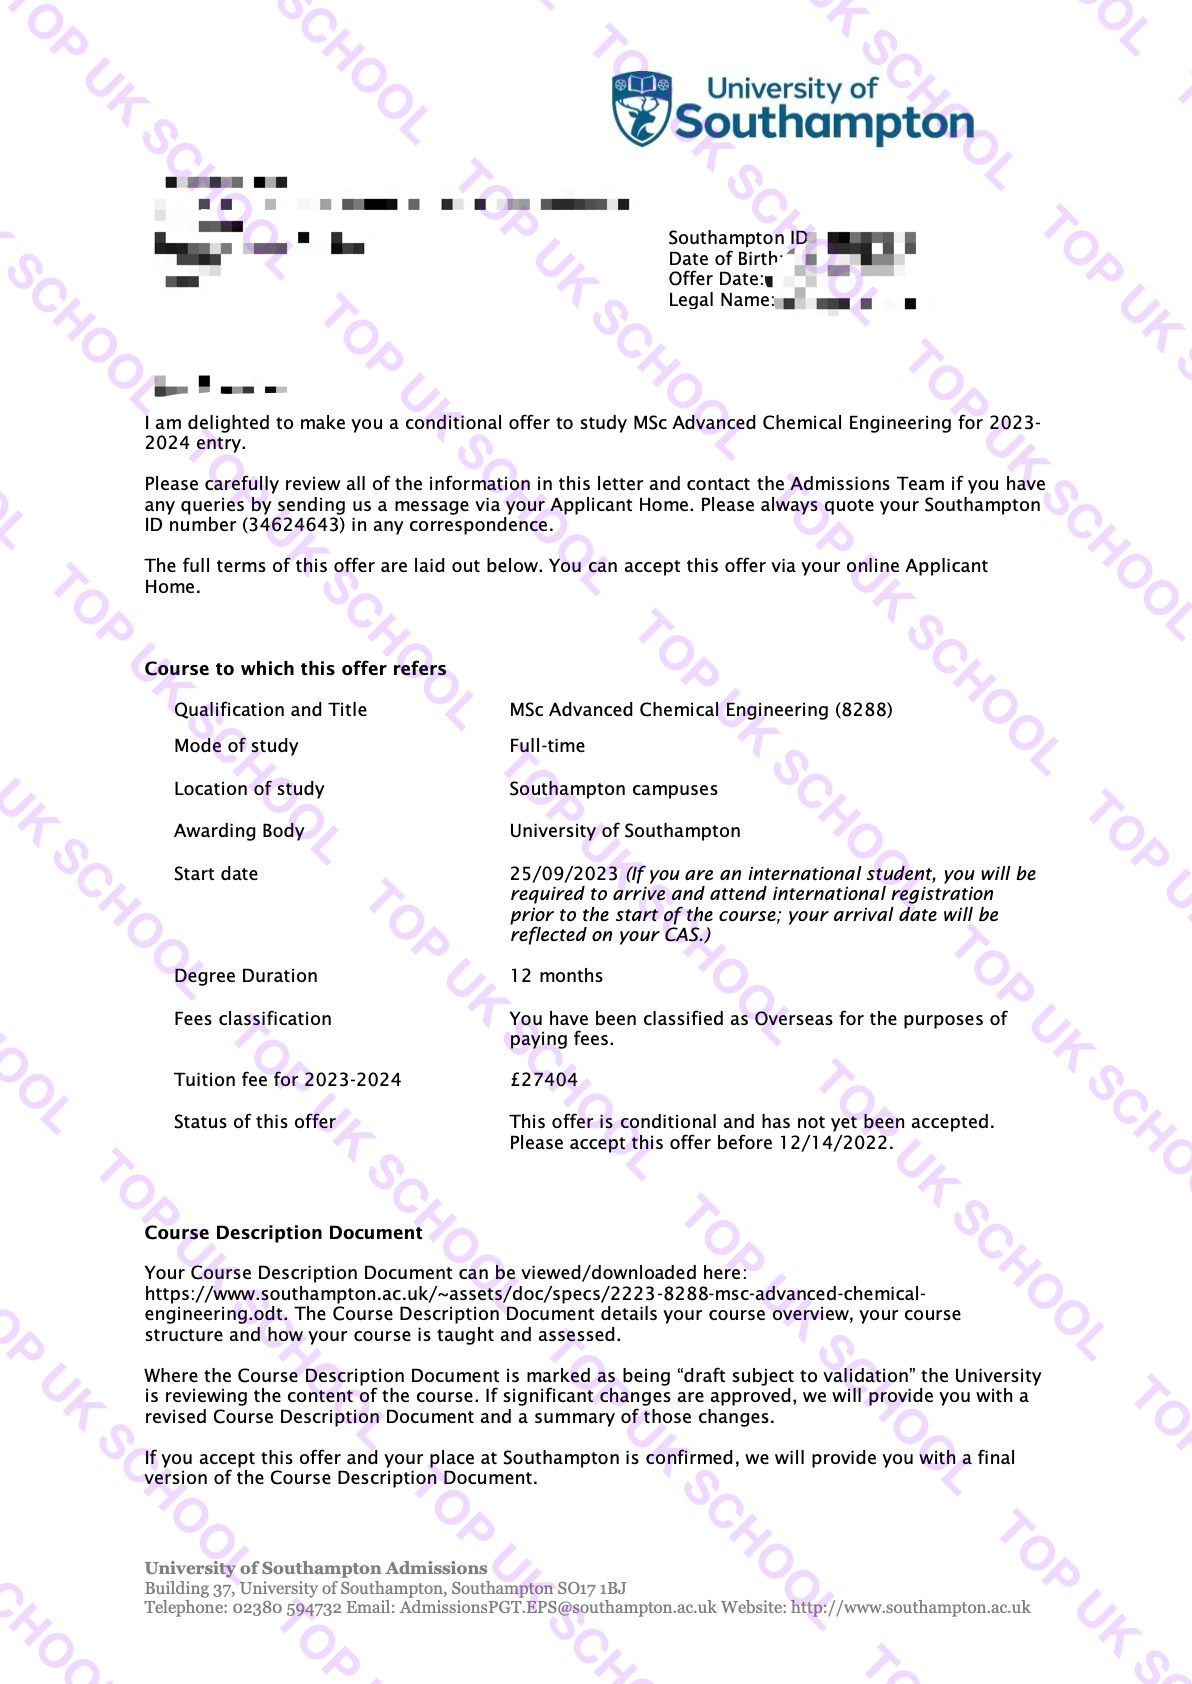 University of
Southampton
Southampton ID
Date of Birth:
Offer Date:
Legal Name:
I am delighted to make you a conditional offer to study MSc Advanced Chemical Engineering for 2023-
2024 entry.
Please carefully review all of the information in this letter and contact the Admissions Team if you have
any queries by sending us a message via your Applicant Home. Please always quote your Southampton
ID number (34624643) in any correspondence.
The full terms of this offer are laid out below. You can accept this offer via your online Applicant
Home.
Course to which this offer refers
Qualification and Title MSc Advanced Chemical Engineering (8288)
Mode of study Full-time
Location of study Southampton campuses
Awarding Body University of Southampton
Start date 25/09/2023 (If you are an international student, you will be
required to arrive and attend international registration
prior to the start of the course; your arrival date will be
reflected on your CAS.)
Degree Duration 12 months
Fees classification You have been classified as Overseas for the purposes of
paying fees.
Tuition fee for 2023-2024 £27404
Status of this offer This offer is conditional and has not yet been accepted.
Please accept this offer before 12/14/2022.
Course Description Document
Your Course Description Document can be viewed/downloaded here:
https://www.southampton.ac.uk/~assets/doc/specs/2223-8288-msc-advanced-chemical-
engineering.odt. The Course Description Document details your course overview, your course
structure and how your course is taught and assessed.
Where the Course Description Document is marked as being “draft subject to validation” the University
is reviewing the content of the course. If significant changes are approved, we will provide you with a
revised Course Description Document and a summary of those changes.
If you accept this offer and your place at Southampton is confirmed, we will provide you with a final
version of the Course Description Document.
University of Southampton Admissions
Building 37, University of Southampton, Southampton SO17 1BJ
Telephone: 02380 594732 Email: AdmissionsPGT.EPS@southampton.ac.uk Website: http://www.southampton.ac.uk
TOP UK SCHOOL